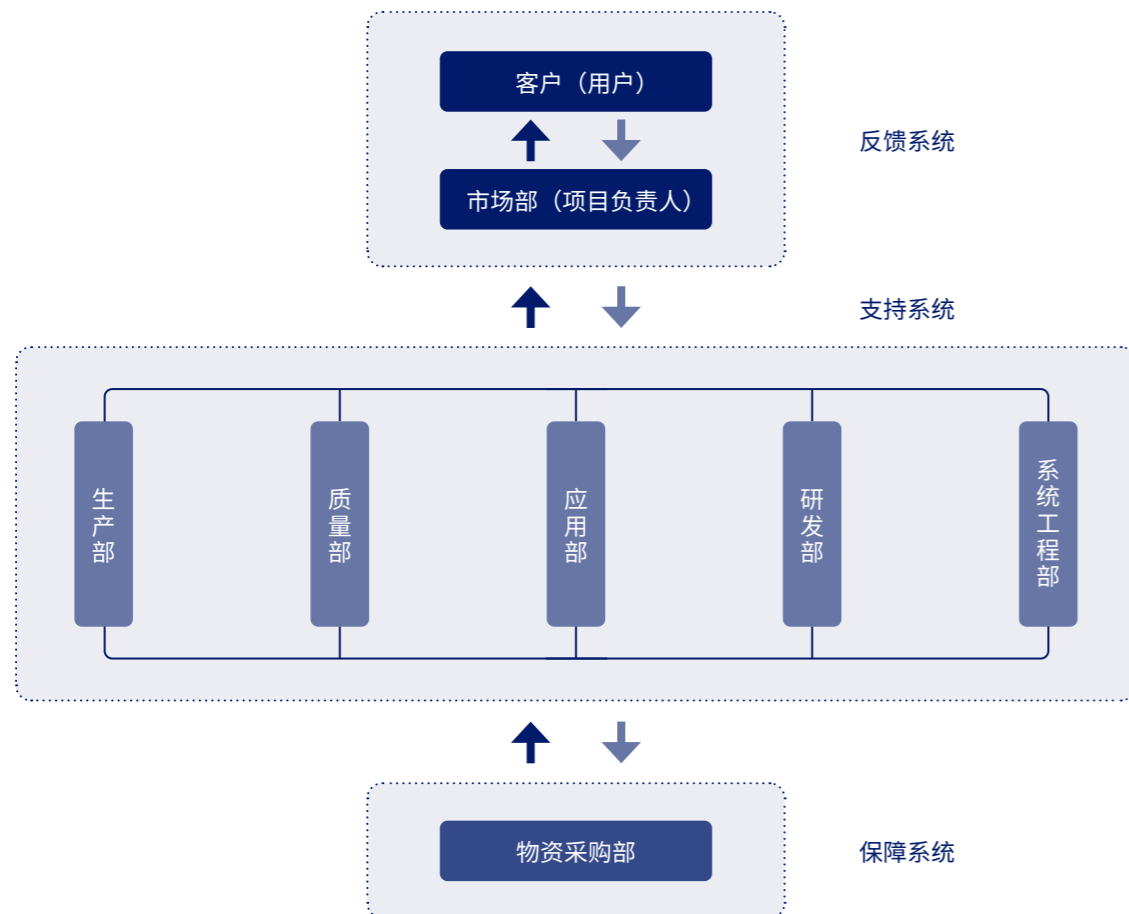 客户（用户）
反馈系统
市场部（项目负责人）
支持系统
生产部
质量部
应用部
研发部
系统工程部
物资采购部
保障系统